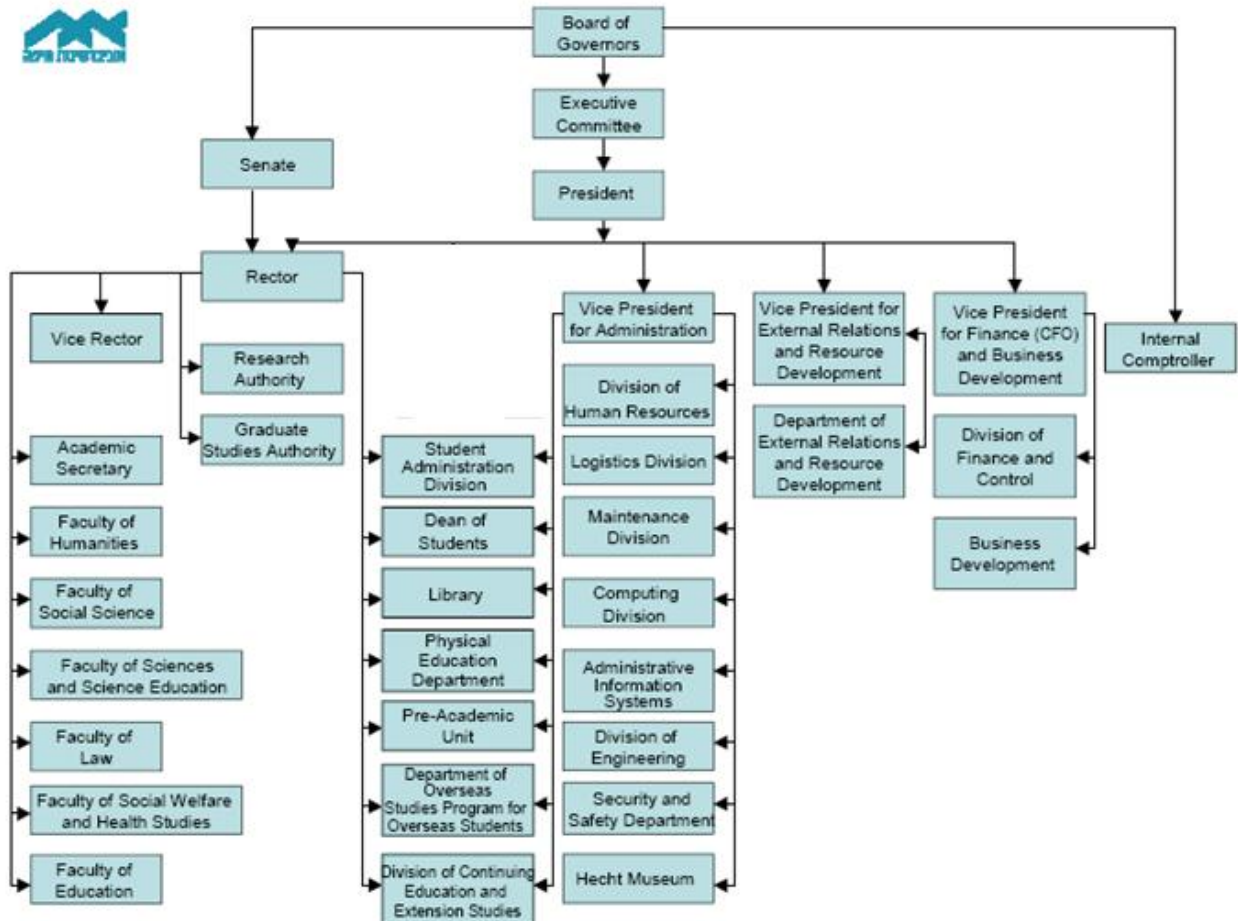 אוניברסיטת חיפה
Board of
Governors
Executive
Committee
Senate
President
Rector
Vice Rector
Research
Authority
Graduate
Studies Authority
Academic
Secretary
Faculty of
Humanities
Faculty of
Social Science
Faculty of Sciences
and Science Education
Faculty of
Law
Faculty of Social Welfare
and Health Studies
Faculty of
Education
Student
Administration
Division
Dean of
Students
Library
Physical
Education
Department
Pre-Academic
Unit
Department of
Overseas
Studies Program for
Overseas Students
Division of Continuing
Education and
Extension Studies
Vice President
for Administration
Division of
Human Resources
Logistics Division
Maintenance
Division
Computing
Division
Administrative
Information
Systems
Division of
Engineering
Security and
Safety Department
Hecht Museum
Vice President for
External Relations
and Resource
Development
Department of
External Relations
and Resource
Development
Vice President
for Finance (CFO)
and Business
Development
Division of
Finance and
Control
Business
Development
Internal
Comptroller